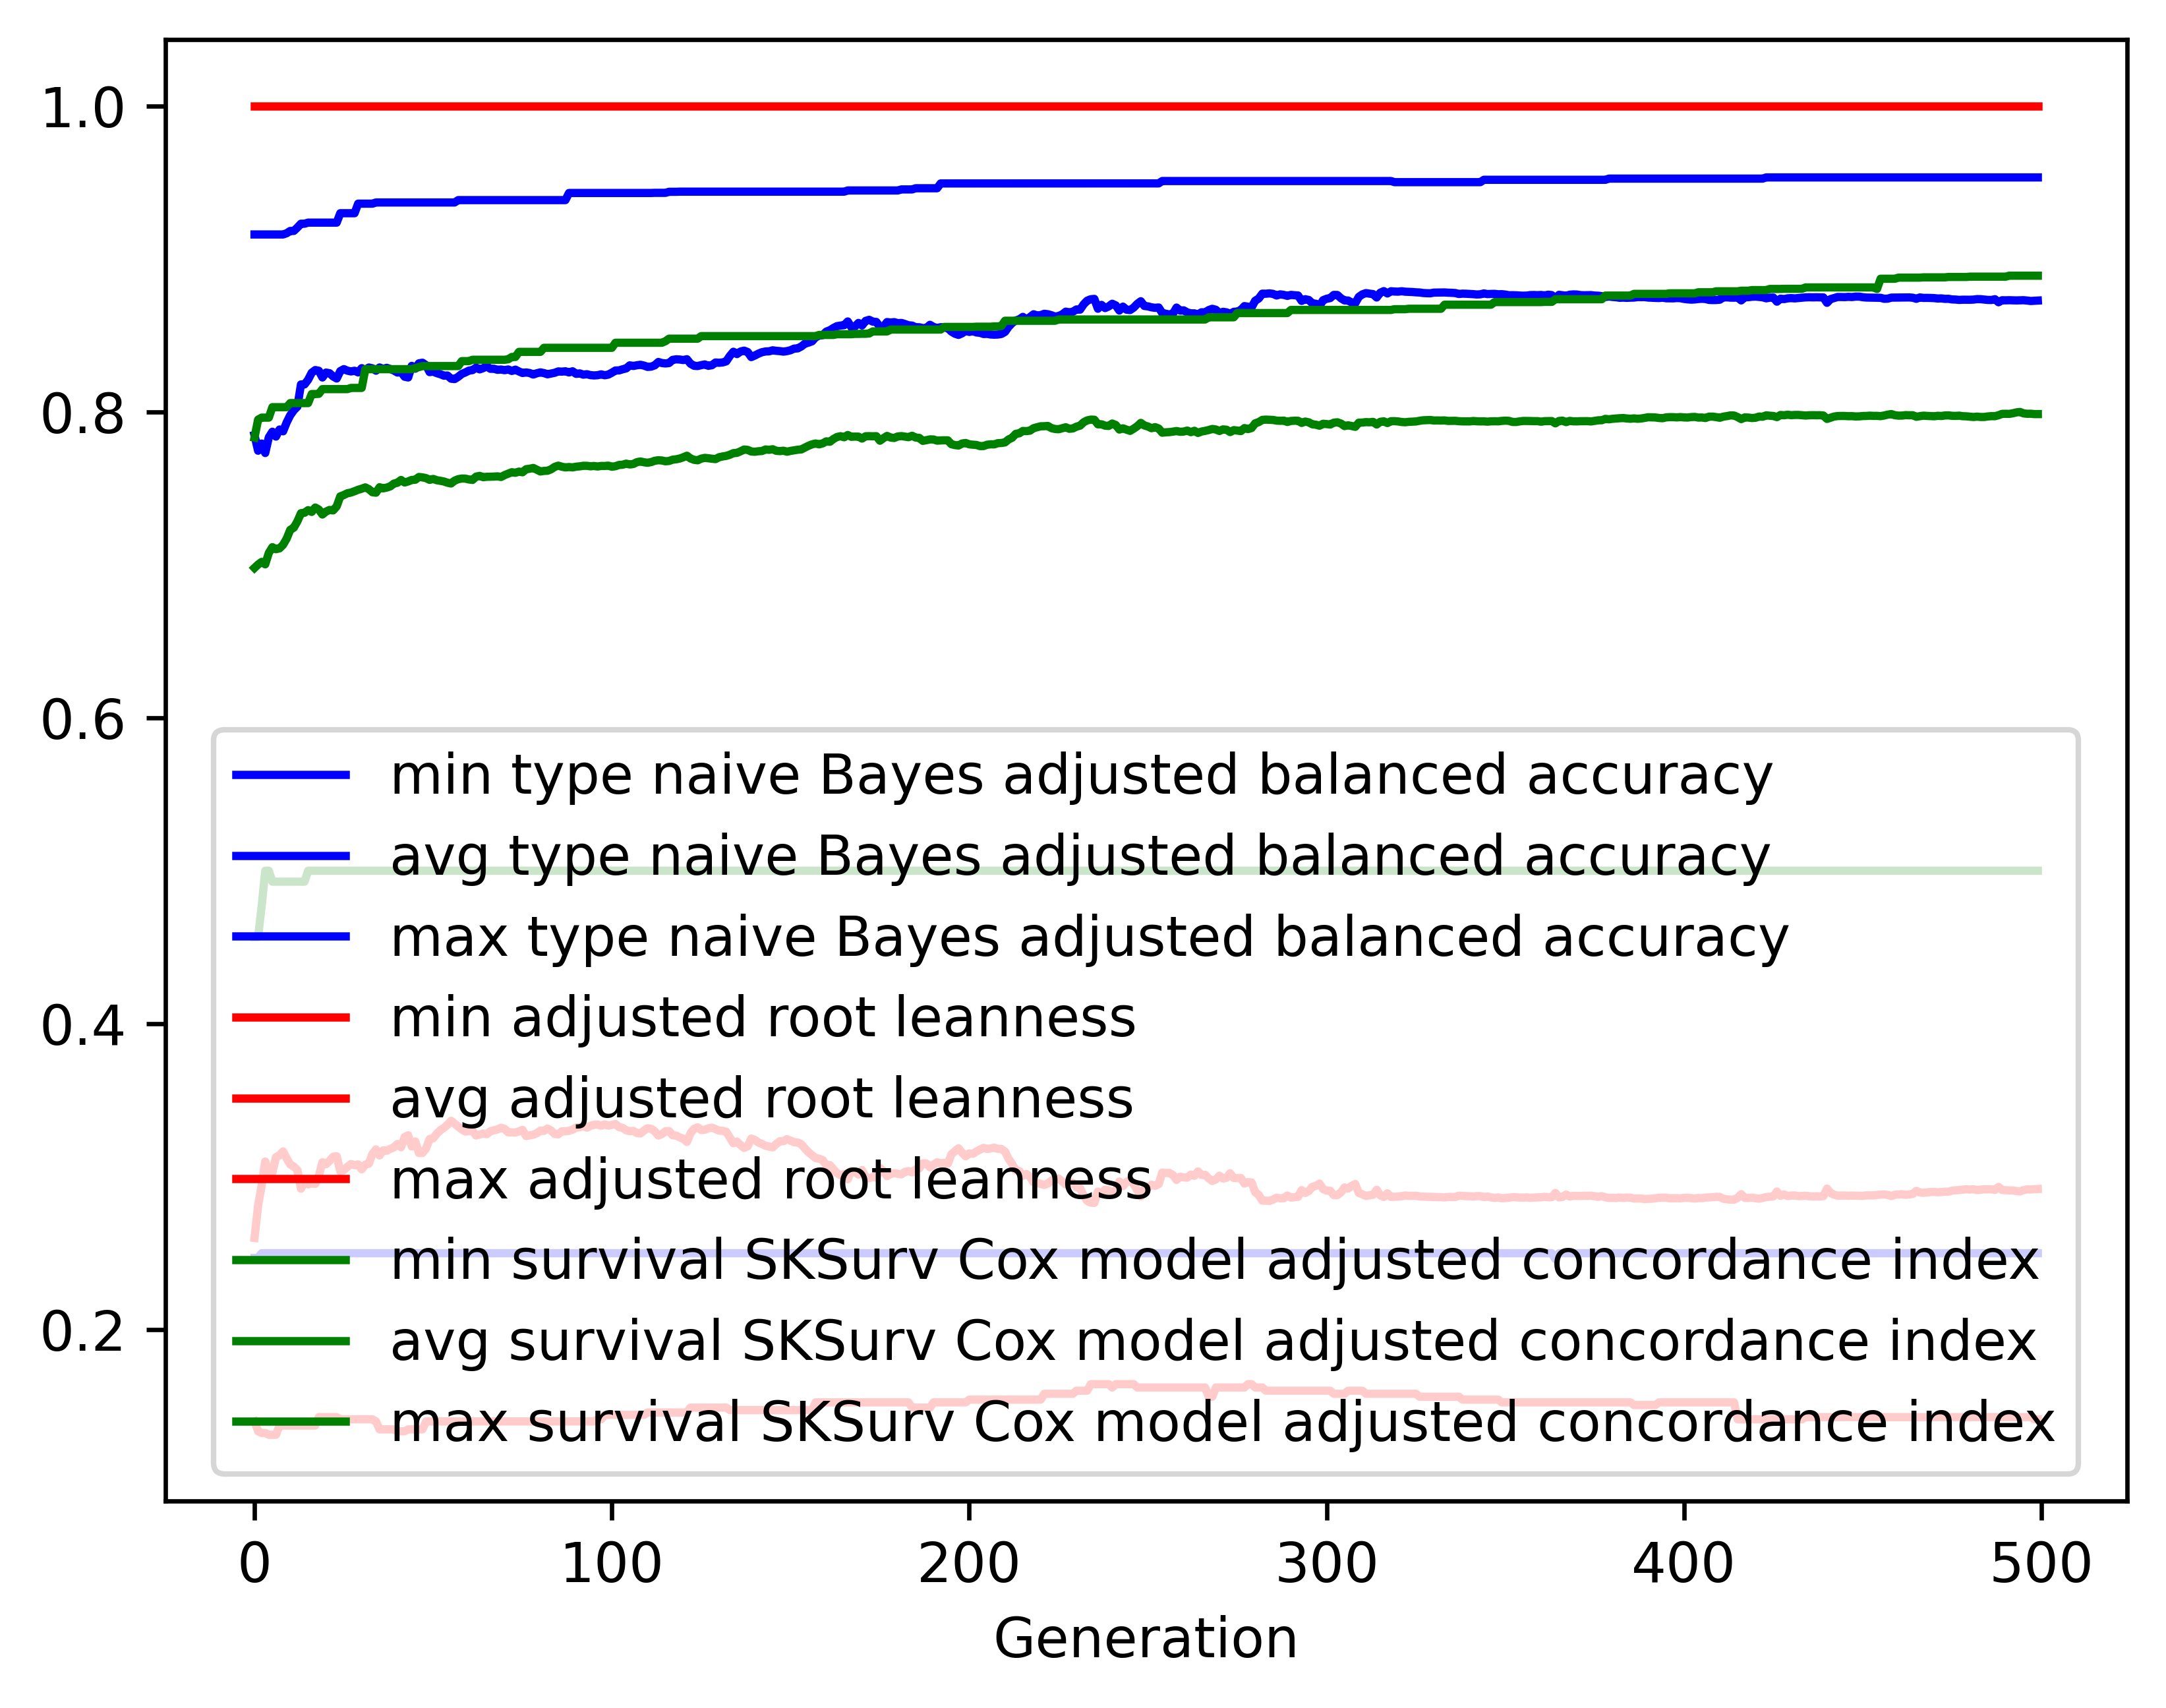 1.0
0.8
0.6
0.4
0.2
min type naive Bayes adjusted balanced accuracy
avg type naive Bayes adjusted balanced accuracy
max type naive Bayes adjusted balanced accuracy
min adjusted root leanness
avg adjusted root leanness
max adjusted root leanness
min survival SKSurv Cox model adjusted concordance index
avg survival SKSurv Cox model adjusted concordance index
max survival SKSurv Cox model adjusted concordance index
0 100 200 300 400 500
Generation